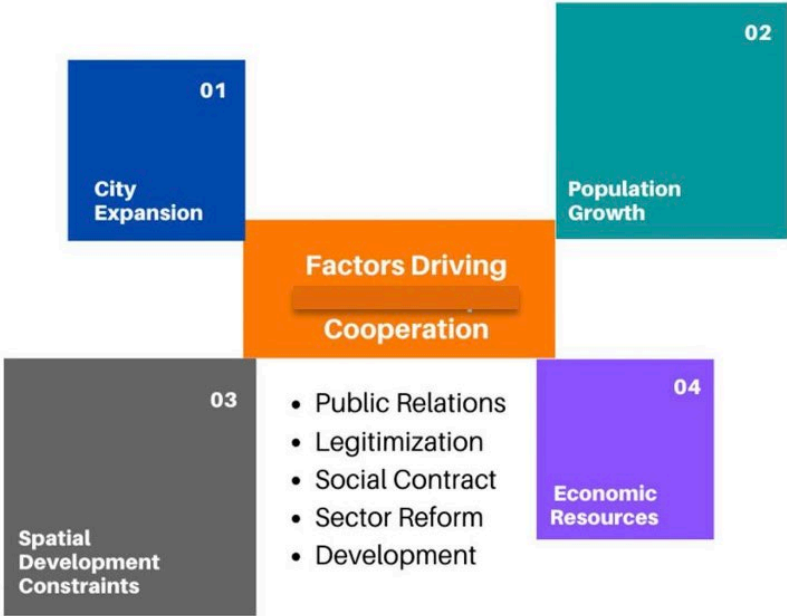 01
City
Expansion
02
Population
Growth
Factors Driving
Cooperation
03
Spatial
Development
Constraints
• Public Relations
• Legitimization
• Social Contract
• Sector Reform
• Development
04
Economic
Resources